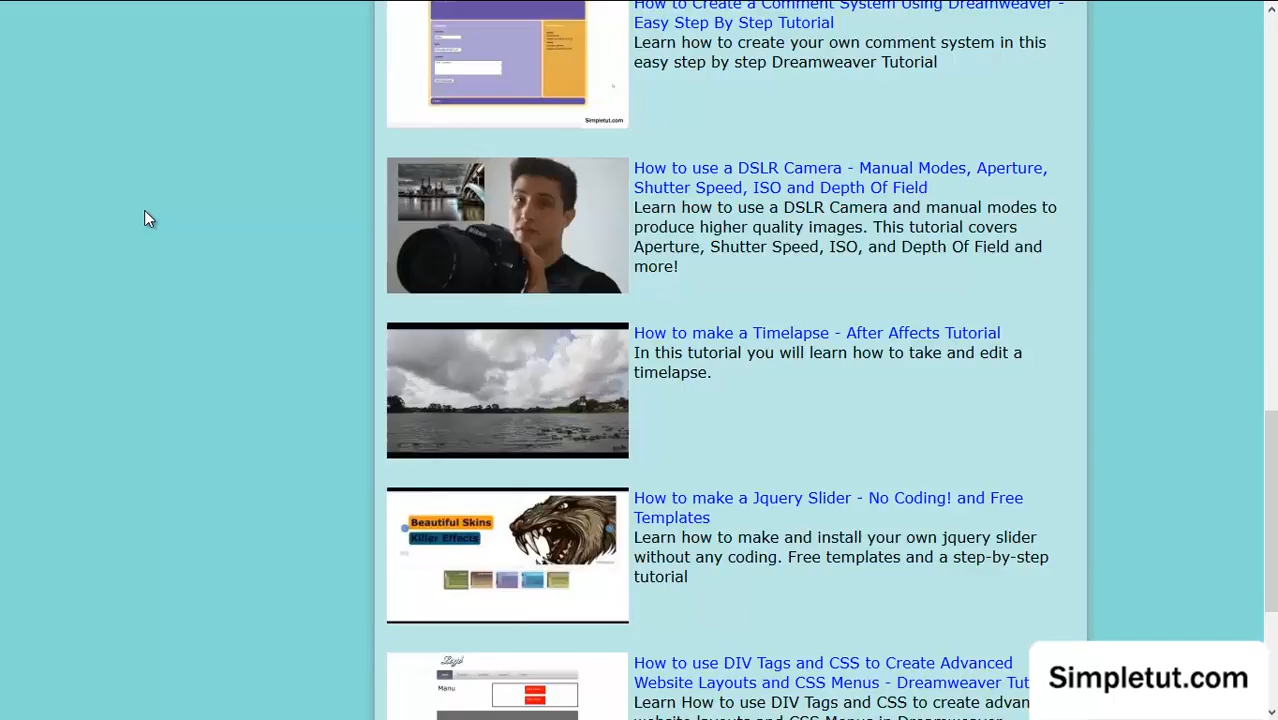 How to Create a Comment System Using Dreamweaver -
Easy Step By Step Tutorial
Learn how to create your own comment system in this
easy step by step Dreamweaver Tutorial
Simpletut.com
How to use a DSLR Camera - Manual Modes, Aperture,
Shutter Speed, ISO and Depth Of Field
Learn how to use a DSLR Camera and manual modes to
produce higher quality images. This tutorial covers
Aperture, Shutter Speed, ISO, and Depth Of Field and
more!
How to make a Timelapse - After Affects Tutorial
In this tutorial you will learn how to take and edit a
timelapse.
Beautiful Skins
Killer Effects
How to make a Jquery Slider - No Coding! and Free
Templates
Learn how to make and install your own jquery slider
without any coding. Free templates and a step-by-step
tutorial
Logo
Menu
How to use DIV Tags and CSS to Create Advanced
Website Layouts and CSS Menus - Dreamweaver Tut
Learn How to use DIV Tags and CSS to create advan
website layouts and CSS Menus in Dreamweaver
Simpletut.com